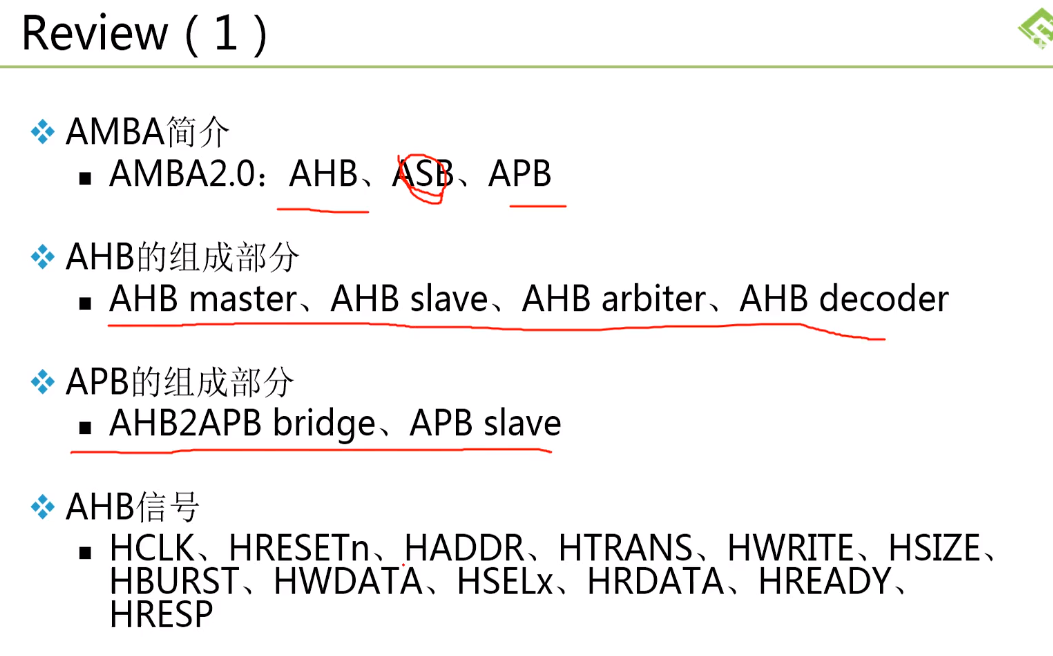 Review（1）
AMBA简介
AMBA2.0：AHB、ASB、APB
AHB的组成部分
AHB master、AHB slave、AHB arbiter、AHB decoder
APB的组成部分
AHB2APB bridge、APB slave
AHB信号
HCLK、HRESETn、HADDR、HTRANS、HWRITE、HSIZE、
HBURST、HWDATA、HSELx、HRDATA、HREADY、
HRESP